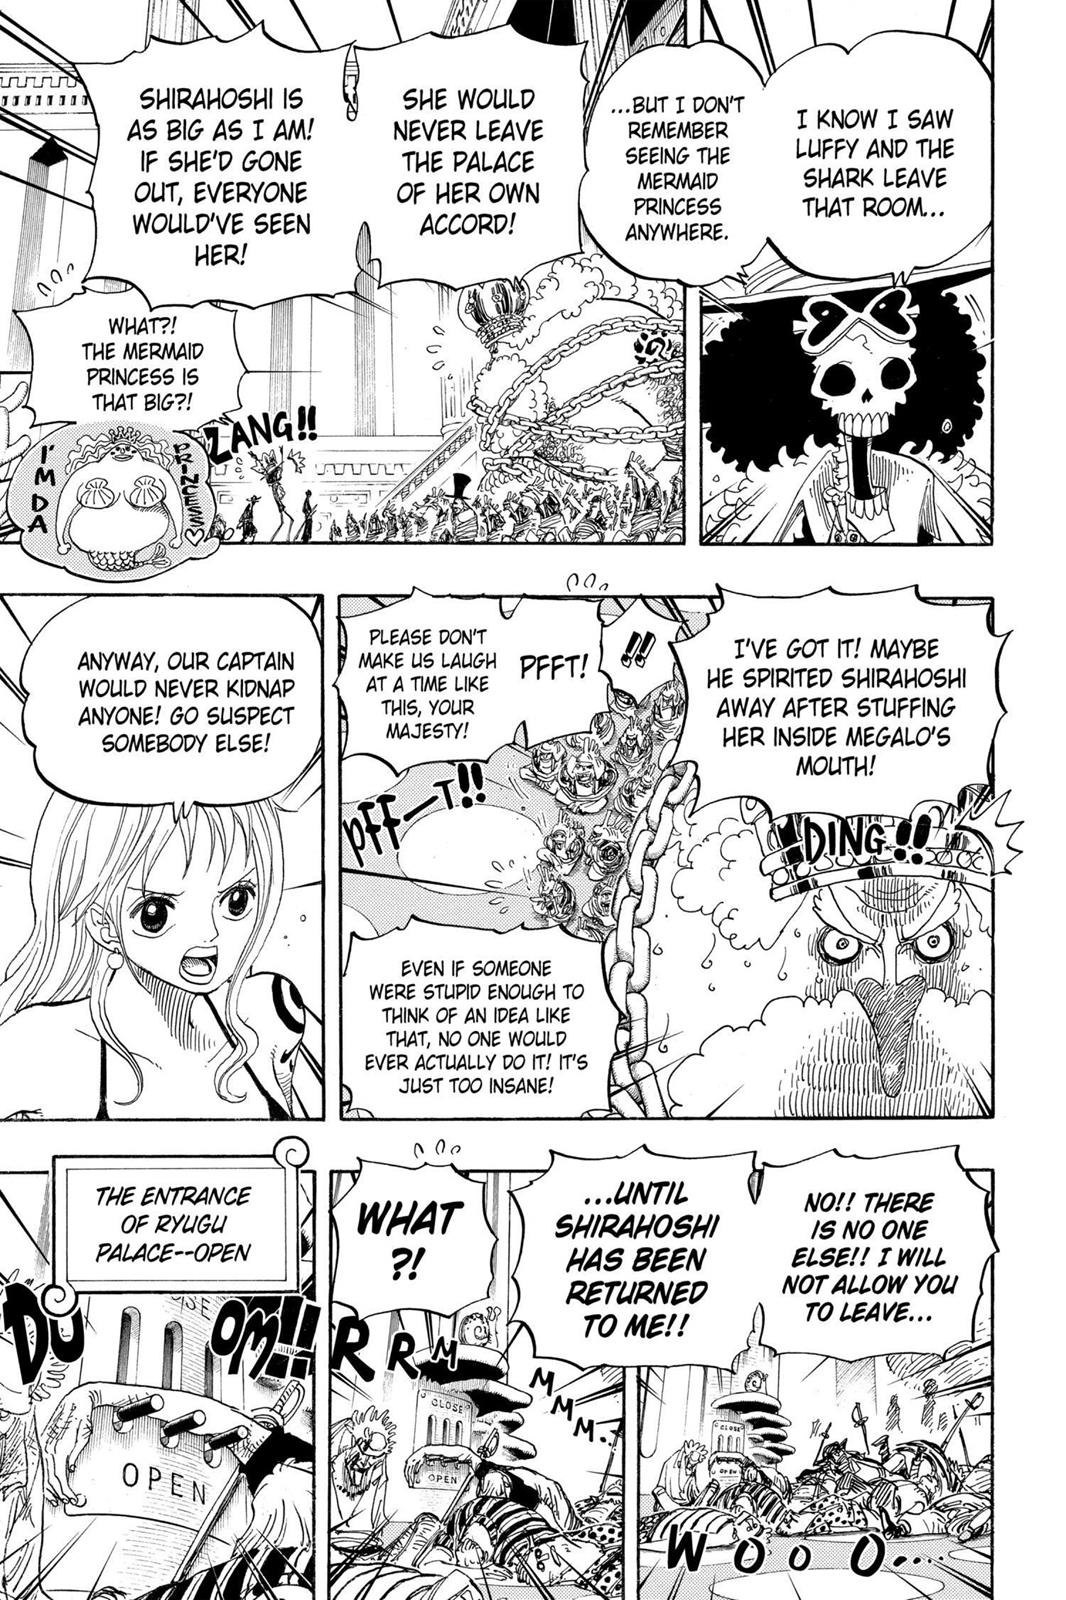 I KNOW I SAW
LUFFY AND THE
SHARK LEAVE
THAT ROOM...
...BUT I DON'T
REMEMBER
SEEING THE
MERMAID
PRINCESS
ANYWHERE.
SHE WOULD
NEVER LEAVE
THE PALACE
OF HER OWN
ACCORD!
SHIRAHOSHI IS
AS BIG AS I AM!
IF SHE'D GONE
OUT, EVERYONE
WOULD'VE SEEN
HER!
WHAT?!
THE MERMAID
PRINCESS IS
THAT BIG?!
ZANG!!
I'M DA
PRINCESS♡
I'VE GOT IT! MAYBE
HE SPIRITED SHIRAHOSHI
AWAY AFTER STUFFING
HER INSIDE MEGALO'S
MOUTH!
DING!!
!!
PFFT!
PLEASE DON'T
MAKE US LAUGH
AT A TIME LIKE
THIS, YOUR
MAJESTY!
PFF—T!!
EVEN IF SOMEONE
WERE STUPID ENOUGH TO
THINK OF AN IDEA LIKE
THAT, NO ONE WOULD
EVER ACTUALLY DO IT! IT'S
JUST TOO INSANE!
ANYWAY, OUR CAPTAIN
WOULD NEVER KIDNAP
ANYONE! GO SUSPECT
SOMEBODY ELSE!
NO!! THERE
IS NO ONE
ELSE!! I WILL
NOT ALLOW YOU
TO LEAVE...
...UNTIL
SHIRAHOSHI
HAS BEEN
RETURNED
TO ME!!
CLOSE
OPEN
WOOO....
WHAT
?!
RRMMMM..
CLOSE
OPEN
THE ENTRANCE
OF RYUGU
PALACE--OPEN
DOOM!!
CLOSE
OPEN